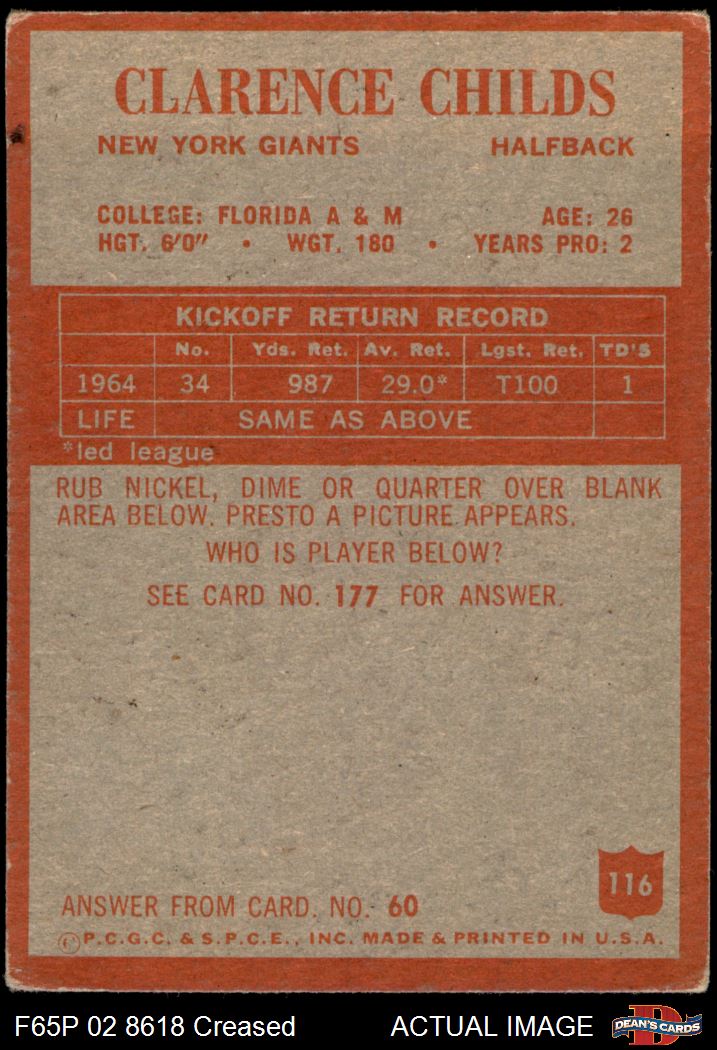 CLARENCE CHILDS
NEW YORK GIANTS HALFBACK
COLLEGE: FLORIDA A & M AGE: 26
HGT. 6'0" • WGT. 180 • YEARS PRO: 2
KICKOFF RETURN RECORD
No. Yds. Ret. Av. Ret. Lgst. Ret. TD'S
1964 34 987 29.0* T100 1
LIFE SAME AS ABOVE
*led league
RUB NICKEL, DIME OR QUARTER OVER BLANK
AREA BELOW. PRESTO A PICTURE APPEARS.
WHO IS PLAYER BELOW?
SEE CARD NO. 177 FOR ANSWER.
116
ANSWER FROM CARD. NO. 60
©P.C.G.C. & S.P.C.E., INC. MADE & PRINTED IN U.S.A.
F65P 02 8618 Creased ACTUAL IMAGE DEAN'S CARDS